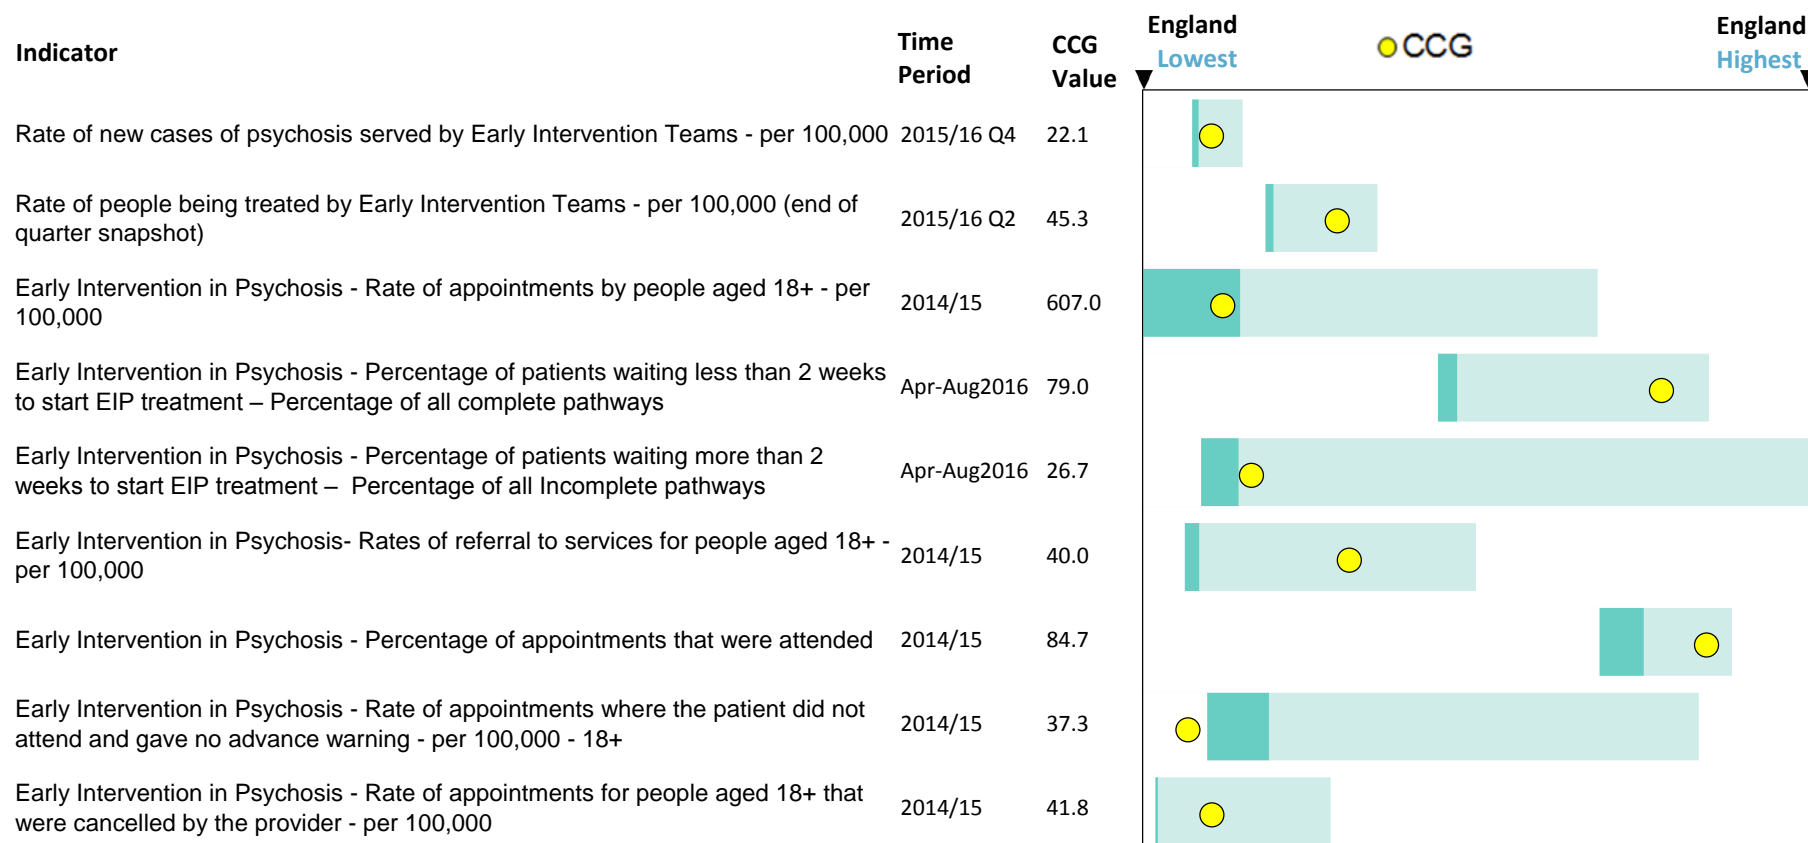 Indicator
Time
Period
CCG
Value
England
Lowest
CCG
England
Highest
Rate of new cases of psychosis served by Early Intervention Teams - per 100,000 2015/16 Q4 22.1
Rate of people being treated by Early Intervention Teams - per 100,000 (end of
quarter snapshot)
2015/16 Q2 45.3
Early Intervention in Psychosis - Rate of appointments by people aged 18+ - per
100,000
2014/15 607.0
Early Intervention in Psychosis - Percentage of patients waiting less than 2 weeks
to start EIP treatment – Percentage of all complete pathways
Apr-Aug2016 79.0
Early Intervention in Psychosis - Percentage of patients waiting more than 2
weeks to start EIP treatment – Percentage of all Incomplete pathways
Apr-Aug2016 26.7
Early Intervention in Psychosis- Rates of referral to services for people aged 18+ -
per 100,000
2014/15 40.0
Early Intervention in Psychosis - Percentage of appointments that were attended 2014/15 84.7
Early Intervention in Psychosis - Rate of appointments where the patient did not
attend and gave no advance warning - per 100,000 - 18+
2014/15 37.3
Early Intervention in Psychosis - Rate of appointments for people aged 18+ that
were cancelled by the provider - per 100,000
2014/15 41.8